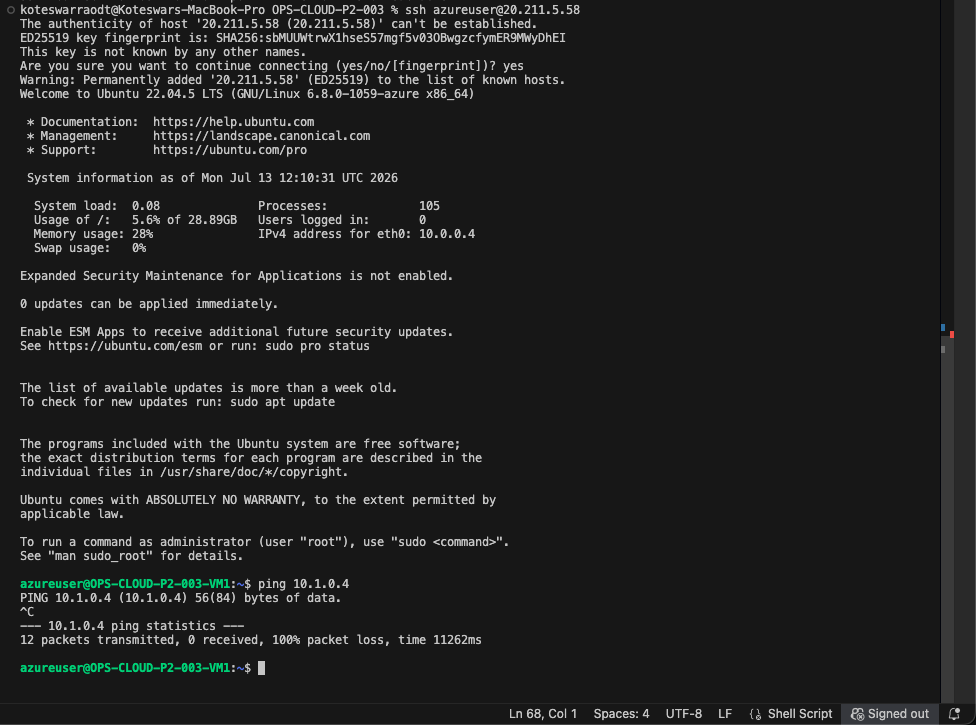 koteswarraodt@Koteswars-MacBook-Pro OPS-CLOUD-P2-003 % ssh azureuser@20.211.5.58
The authenticity of host '20.211.5.58 (20.211.5.58)' can't be established.
ED25519 key fingerprint is: SHA256:sbMUUWtrwX1hseS57mgf5v03OBwgzcfymER9MWyDhEI
This key is not known by any other names.
Are you sure you want to continue connecting (yes/no/[fingerprint])? yes
Warning: Permanently added '20.211.5.58' (ED25519) to the list of known hosts.
Welcome to Ubuntu 22.04.5 LTS (GNU/Linux 6.8.0-1059-azure x86_64)

 * Documentation:  https://help.ubuntu.com
 * Management:     https://landscape.canonical.com
 * Support:        https://ubuntu.com/pro

 System information as of Mon Jul 13 12:10:31 UTC 2026

  System load:  0.08              Processes:             105
  Usage of /:   5.6% of 28.89GB   Users logged in:       0
  Memory usage: 28%               IPv4 address for eth0: 10.0.0.4
  Swap usage:   0%

Expanded Security Maintenance for Applications is not enabled.

0 updates can be applied immediately.

Enable ESM Apps to receive additional future security updates.
See https://ubuntu.com/esm or run: sudo pro status

The list of available updates is more than a week old.
To check for new updates run: sudo apt update

The programs included with the Ubuntu system are free software;
the exact distribution terms for each program are described in the
individual files in /usr/share/doc/*/copyright.

Ubuntu comes with ABSOLUTELY NO WARRANTY, to the extent permitted by
applicable law.

To run a command as administrator (user "root"), use "sudo <command>".
See "man sudo_root" for details.

azureuser@OPS-CLOUD-P2-003-VM1:~$ ping 10.1.0.4
PING 10.1.0.4 (10.1.0.4) 56(84) bytes of data.
^C
--- 10.1.0.4 ping statistics ---
12 packets transmitted, 0 received, 100% packet loss, time 11262ms

azureuser@OPS-CLOUD-P2-003-VM1:~$
Ln 68, Col 1 Spaces: 4 UTF-8 LF Shell Script Signed out